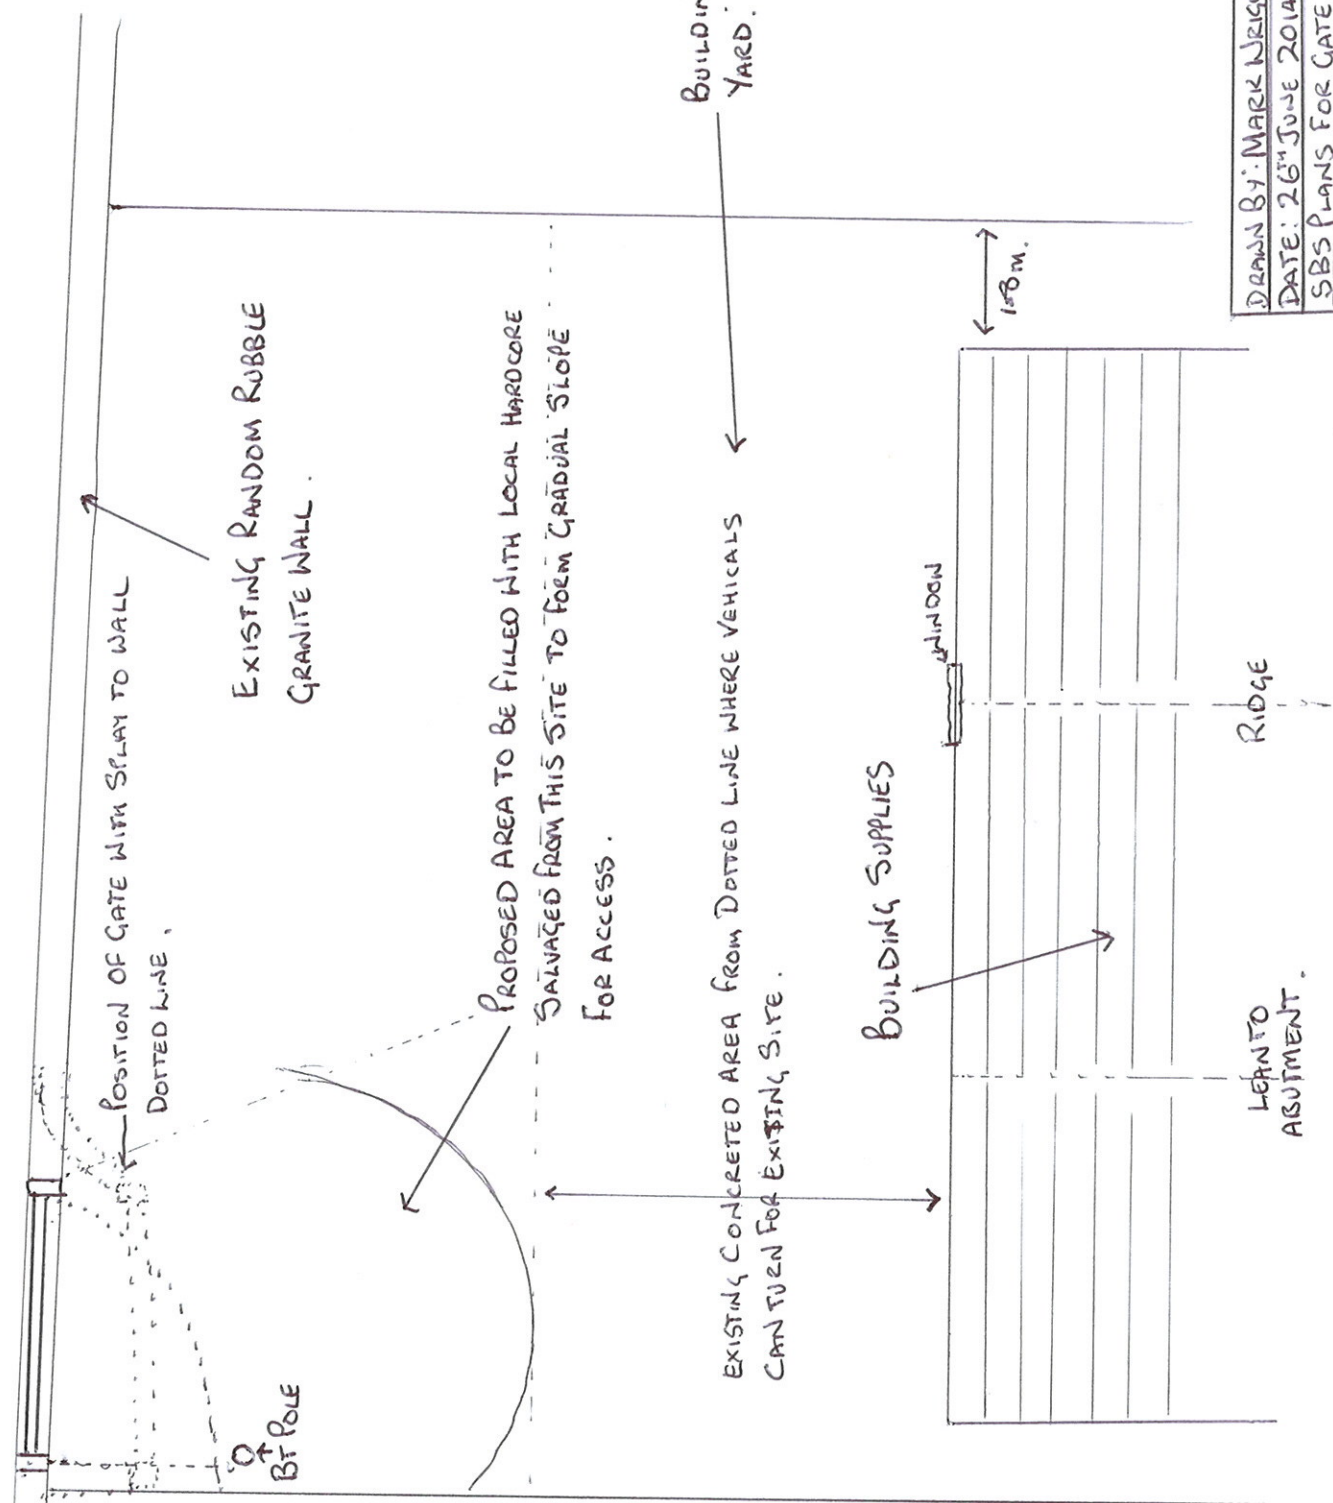 POSITION OF GATE WITH SPLAY TO WALL
DOTTED LINE.
EXISTING RANDOM RUBBLE
GRANITE WALL.
BT POLE
PROPOSED AREA TO BE FILLED WITH LOCAL HARDCORE
SALVAGED FROM THIS SITE TO FORM GRADUAL SLOPE
FOR ACCESS.
YARD.
EXISTING CONCRETED AREA FROM DOTTED LINE WHERE VEHICALS
CAN TURN FOR EXISTING SITE.
BUILDING SUPPLIES
WINDOW
1.8m.
LEANTO
ABUTMENT.
RIDGE
DRAWN BY: MARK
DATE: 26TH JUNE 2014
SBS PLANS FOR GATE